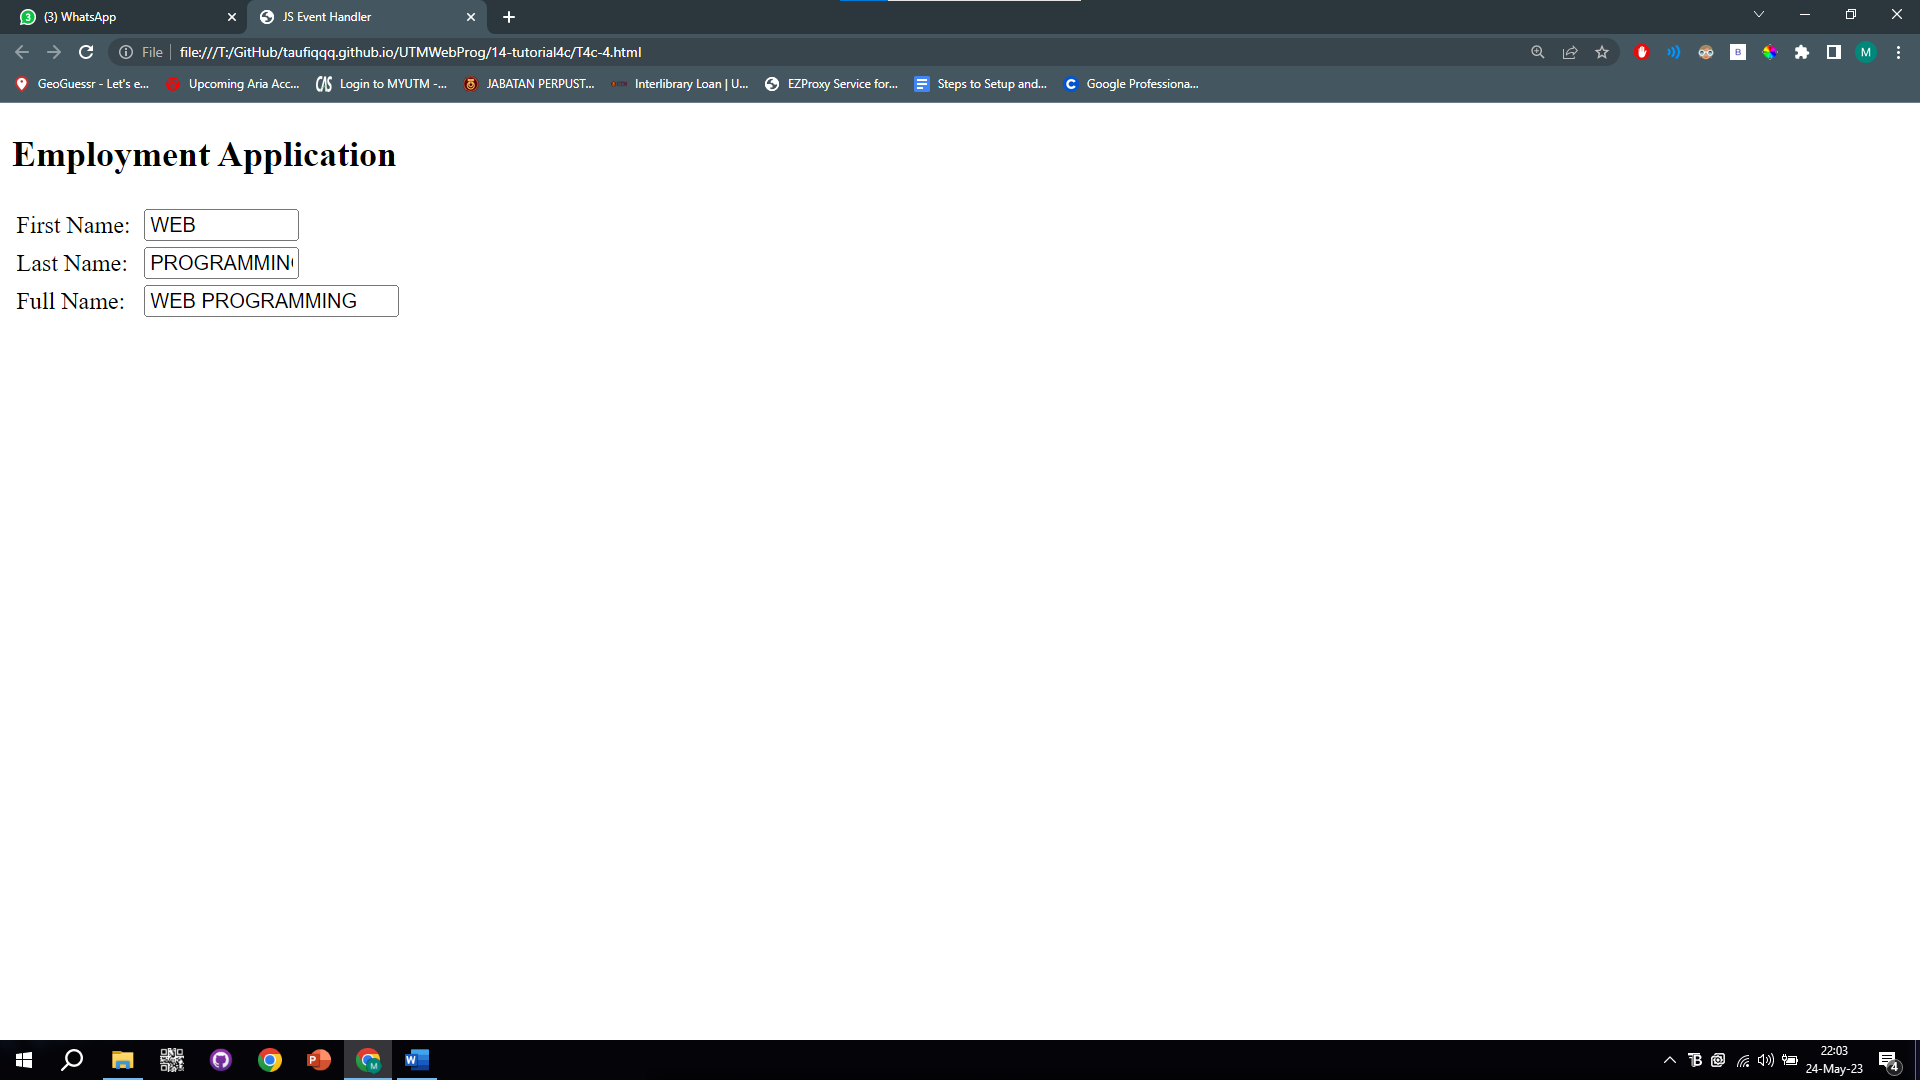 (3) WhatsApp
JS Event Handler
File
file:///T:/GitHub/taufiqqq.github.io/UTMWebProg/14-tutorial4c/T4c-4.html
M
GeoGuessr - Let's e...
Upcoming Aria Acc...
Login to MYUTM -...
JABATAN PERPUST...
Interlibrary Loan | U...
EZProxy Service for...
Steps to Setup and...
Google Professiona...
Employment Application
First Name: WEB
Last Name: PROGRAMMIN
Full Name: WEB PROGRAMMING
22:03
24-May-23
4